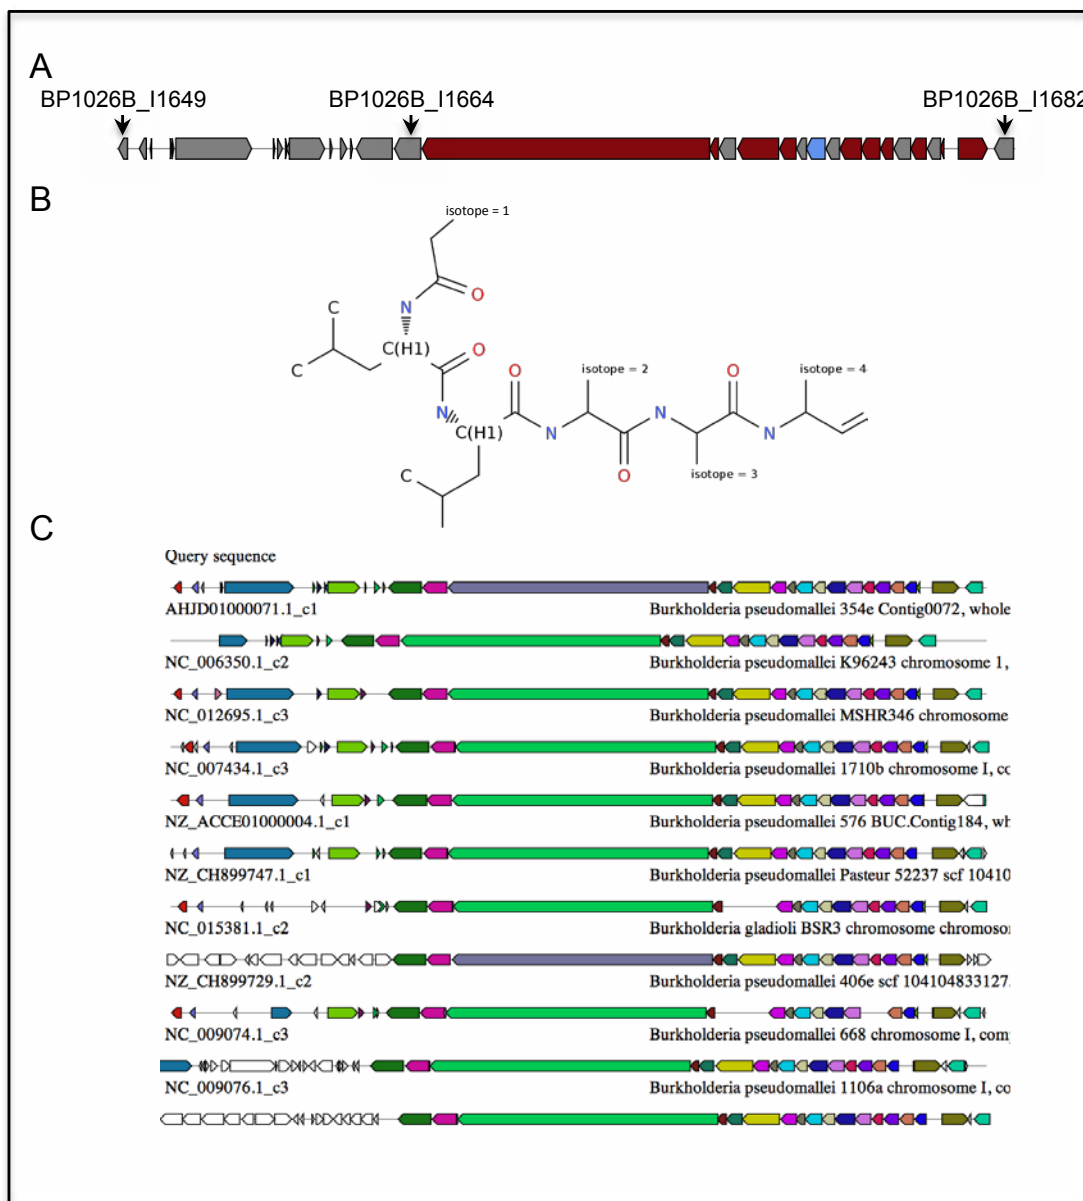 A
BP1026B_I1649 BP1026B_I1664 BP1026B_I1682
B
isotope = 1
C
N
O
C(H1)
O
C
O
isotope = 2
O
isotope = 4
N
C(H1)
N
N
N
C
O
isotope = 3
C
Query sequence
AHJD01000071.1_c1 Burkholderia pseudomallei 354e Contig0072, whole
NC_006350.1_c2 Burkholderia pseudomallei K96243 chromosome 1,
NC_012695.1_c3 Burkholderia pseudomallei MSHR346 chromosome
NC_007434.1_c3 Burkholderia pseudomallei 1710b chromosome I, co
NZ_ACCE01000004.1_c1 Burkholderia pseudomallei 576 BUC.Contig184, wh
NZ_CH899747.1_c1 Burkholderia pseudomallei Pasteur 52237 scf 10410
NC_015381.1_c2 Burkholderia gladioli BSR3 chromosome chromoso
NZ_CH899729.1_c2 Burkholderia pseudomallei 406e scf 104104833127
NC_009074.1_c3 Burkholderia pseudomallei 668 chromosome I, com
NC_009076.1_c3 Burkholderia pseudomallei 1106a chromosome I, co